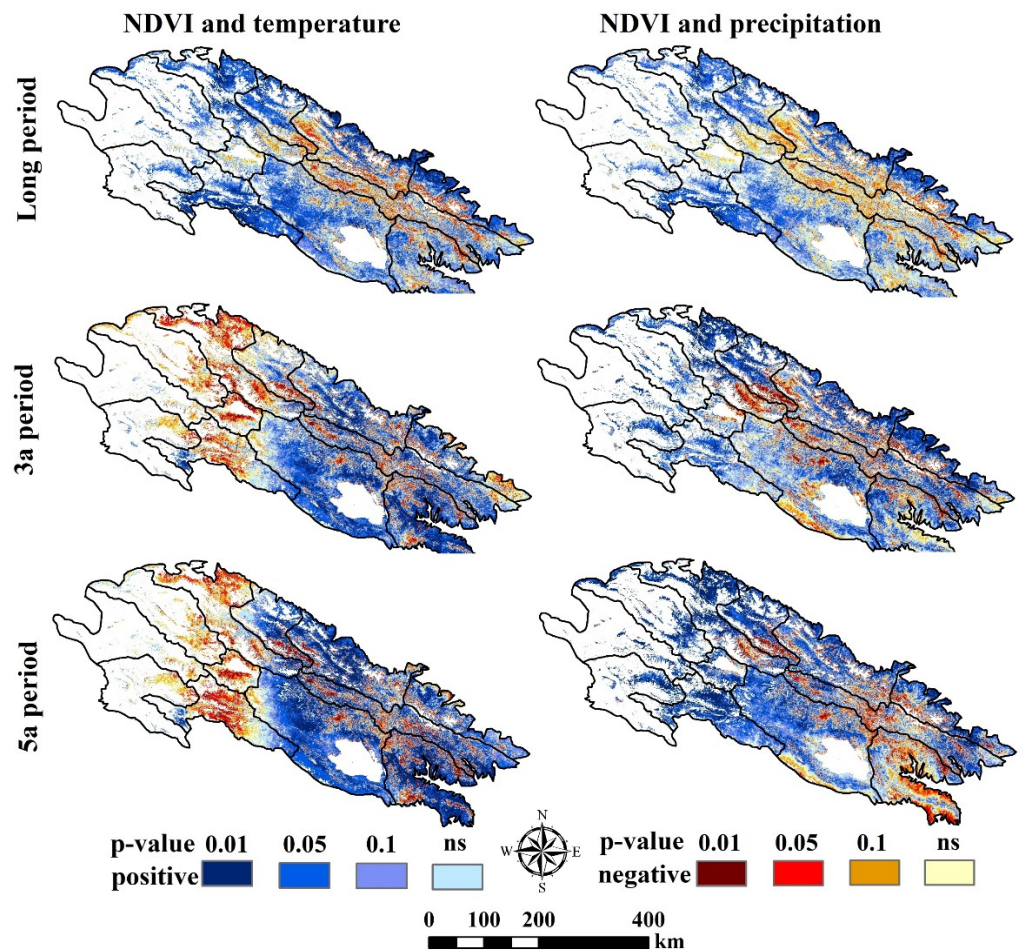 NDVI and temperature
NDVI and precipitation
Long period
3a period
5a period
p-value 0.01 0.05 0.1 ns
positive
N
W E
S
p-value 0.01 0.05 0.1 ns
negative
0 100 200 400
km